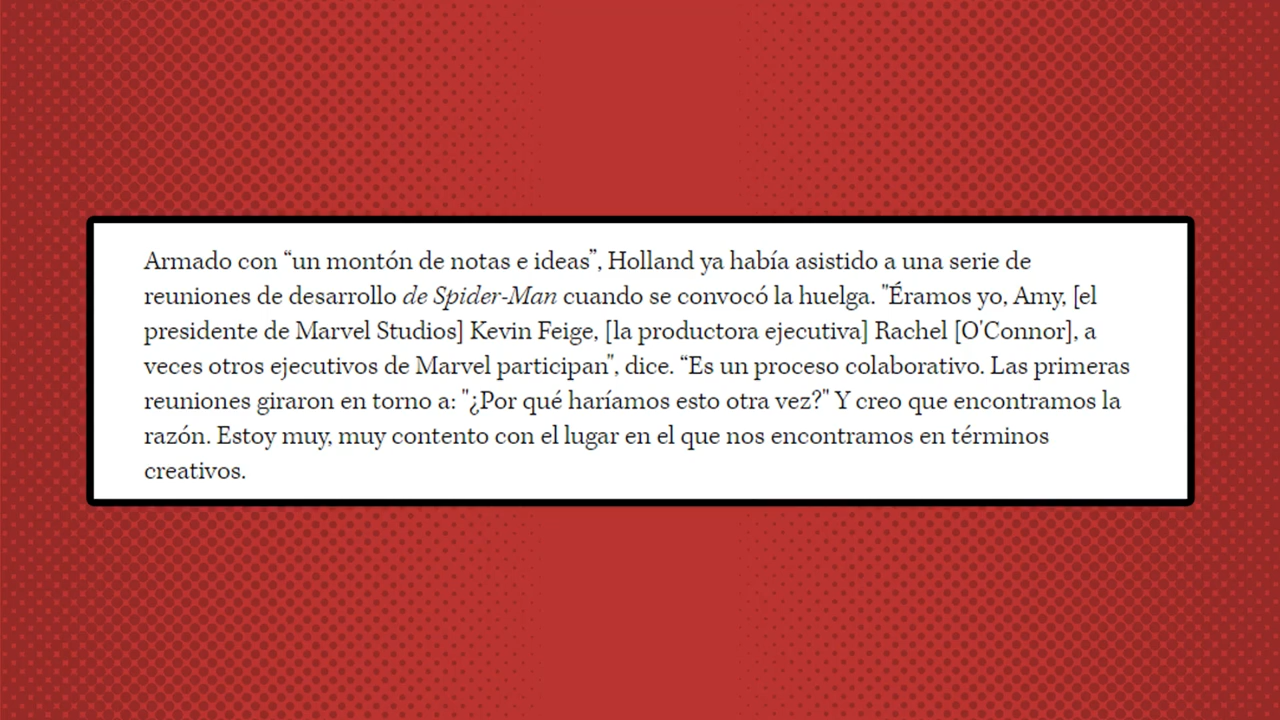 Armado con “un montón de notas e ideas”, Holland ya había asistido a una serie de
reuniones de desarrollo de Spider-Man cuando se convocó la huelga. "Éramos yo, Amy, [el
presidente de Marvel Studios] Kevin Feige, [la productora ejecutiva] Rachel [O'Connor], a
veces otros ejecutivos de Marvel participan", dice. “Es un proceso colaborativo. Las primeras
reuniones giraron en torno a: "¿Por qué haríamos esto otra vez?" Y creo que encontramos la
razón. Estoy muy, muy contento con el lugar en el que nos encontramos en términos
creativos.